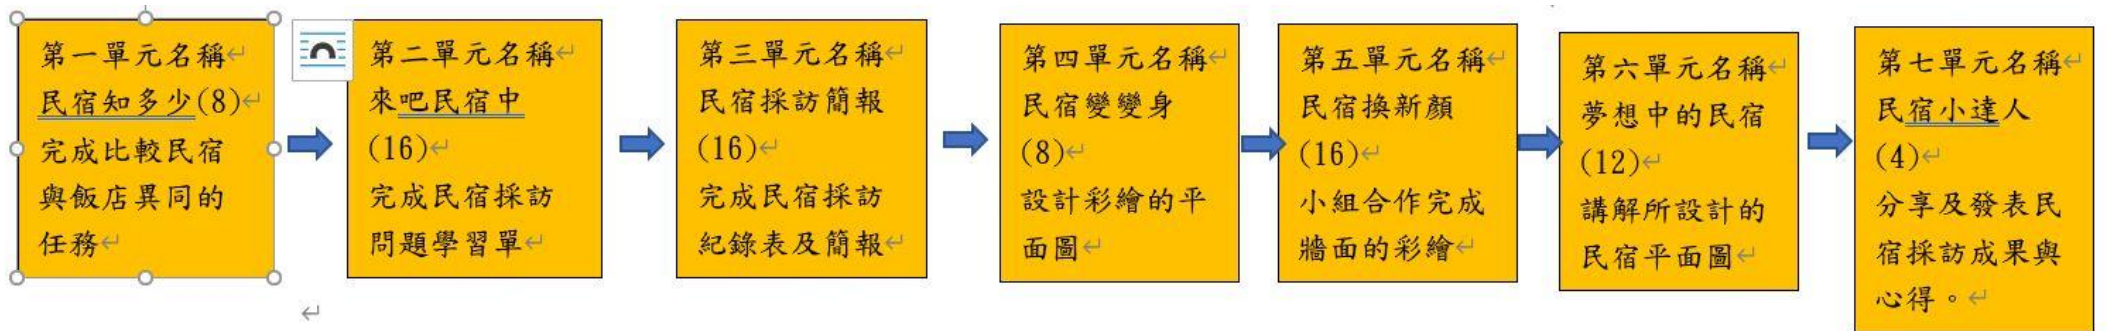 第一單元名稱
民宿知多少(8)
完成比較民宿
與飯店異同的
任務
第二單元名稱
來吧民宿中
(16)
完成民宿採訪
問題學習單
第三單元名稱
民宿採訪簡報
(16)
完成民宿採訪
紀錄表及簡報
第四單元名稱
民宿變變身
(8)
設計彩繪的平
面圖
第五單元名稱
民宿換新顏
(16)
小組合作完成
牆面的彩繪
第六單元名稱
夢想中的民宿
(12)
講解所設計的
民宿平面圖
第七單元名稱
民宿小達人
(4)
分享及發表民
宿採訪成果與
心得。